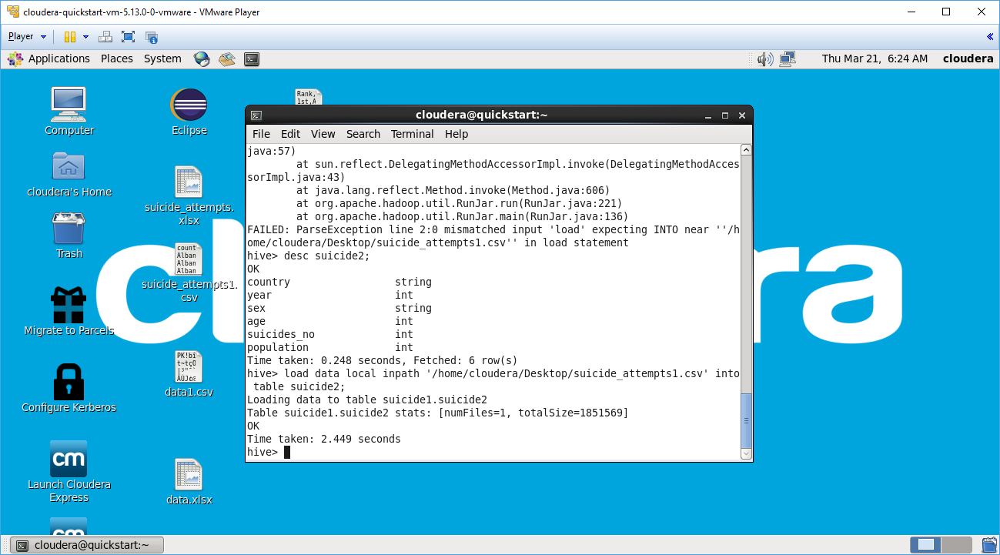 cloudera-quickstart-vm-5.13.0-0-vmware - VMware Player
Player
Applications Places System
Thu Mar 21, 6:24 AM cloudera
Computer
cloudera's Home
Trash
Migrate to Parcels
Configure Kerberos
cm
Launch Cloudera
Express
cm
Eclipse
suicide_attempts.
xlsx
count
Alban
Alban
Alban
suicide_attempts1.
csv
data1.csv
data.xlsx
Rank,
1st,A
cloudera@quickstart:~
File Edit View Search Terminal Help
java:57)
at sun.reflect.DelegatingMethodAccessorImpl.invoke(DelegatingMethodAcces
sorImpl.java:43)
at java.lang.reflect.Method.invoke(Method.java:606)
at org.apache.hadoop.util.RunJar.run(RunJar.java:221)
at org.apache.hadoop.util.RunJar.main(RunJar.java:136)
FAILED: ParseException line 2:0 mismatched input 'load' expecting INTO near ''/h
ome/cloudera/Desktop/suicide_attempts1.csv'' in load statement
hive> desc suicide2;
OK
country string
year int
sex string
age int
suicides_no int
population int
Time taken: 0.248 seconds, Fetched: 6 row(s)
hive> load data local inpath '/home/cloudera/Desktop/suicide_attempts1.csv' into
table suicide2;
Loading data to table suicide1.suicide2
Table suicide1.suicide2 stats: [numFiles=1, totalSize=1851569]
OK
Time taken: 2.449 seconds
hive>
cloudera@quickstart:~